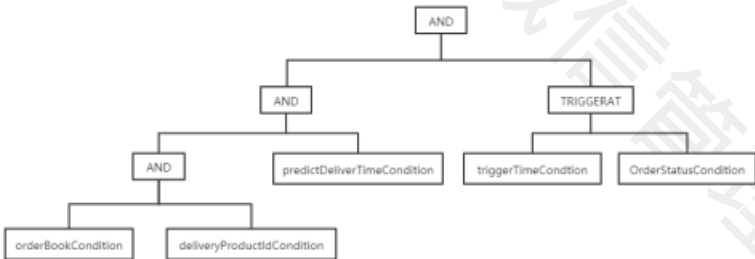 AND
AND
TRIGGERAT
AND
predictDeliverTimeCondition
triggerTimeCondtion
OrderStatusCondition
orderBookCondition
deliveryProductIdCondition